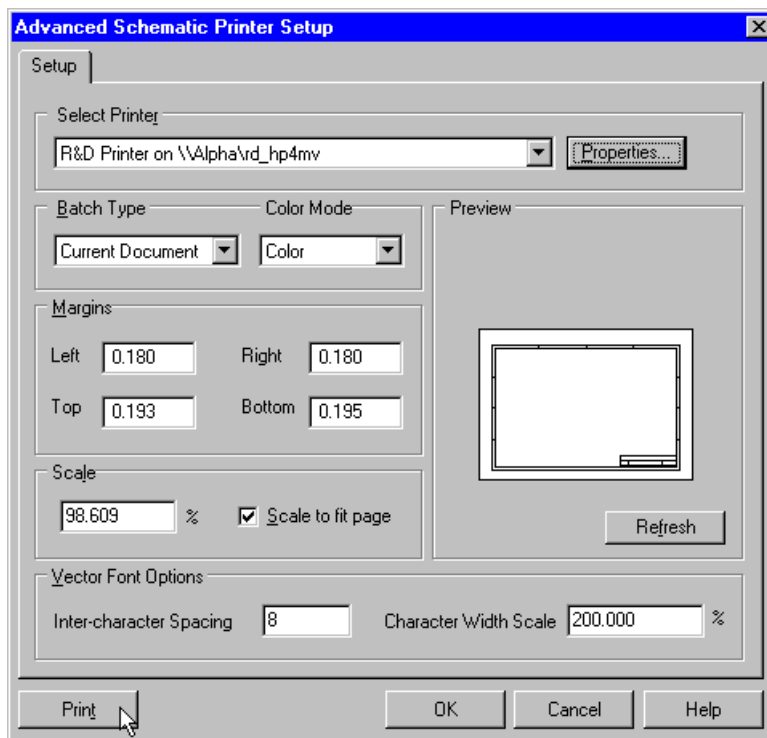 Advanced Schematic Printer Setup
Setup
Select Printer
R&D Printer on \\Alpha\rd_hp4mv
Properties...
Batch Type
Color Mode
Current Document
Color
Preview
Margins
Left 0.180 Right 0.180
Top 0.193 Bottom 0.195
Scale
98.609 % Scale to fit page
Refresh
Vector Font Options
Inter-character Spacing 8 Character Width Scale 200.000 %
Print OK Cancel Help